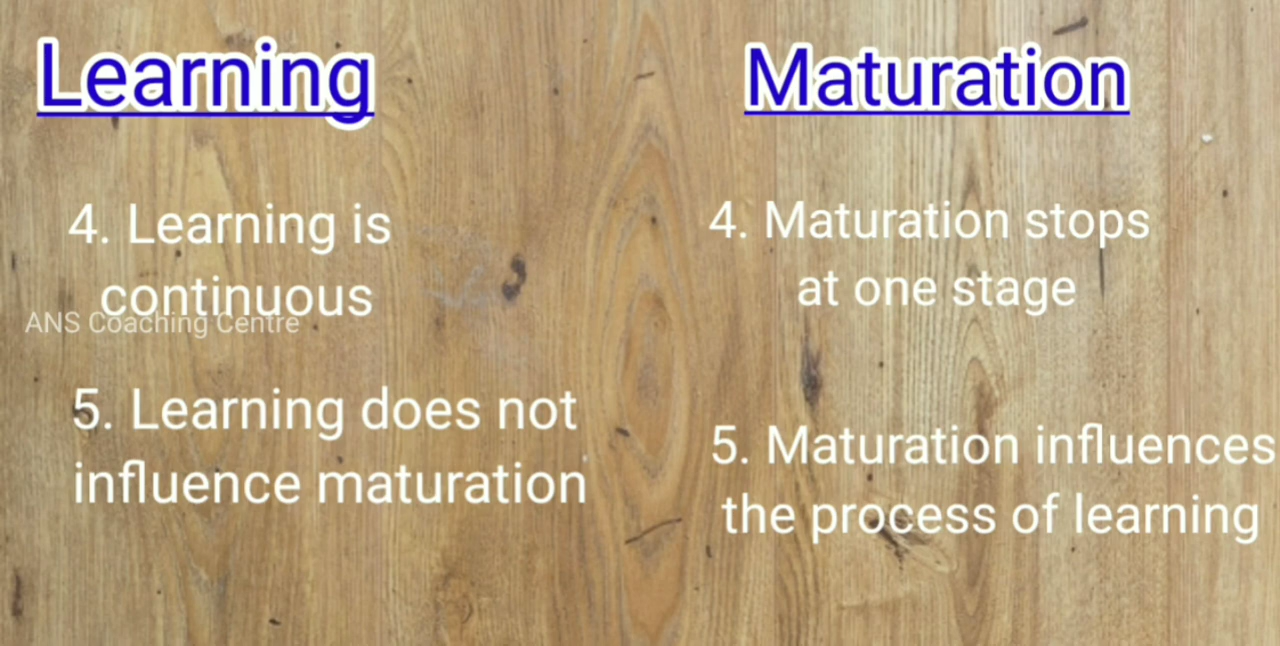 Learning
4. Learning is
continuous
ANS Coaching Centre
5. Learning does not
influence maturation
Maturation
4. Maturation stops
at one stage
5. Maturation influences
the process of learning